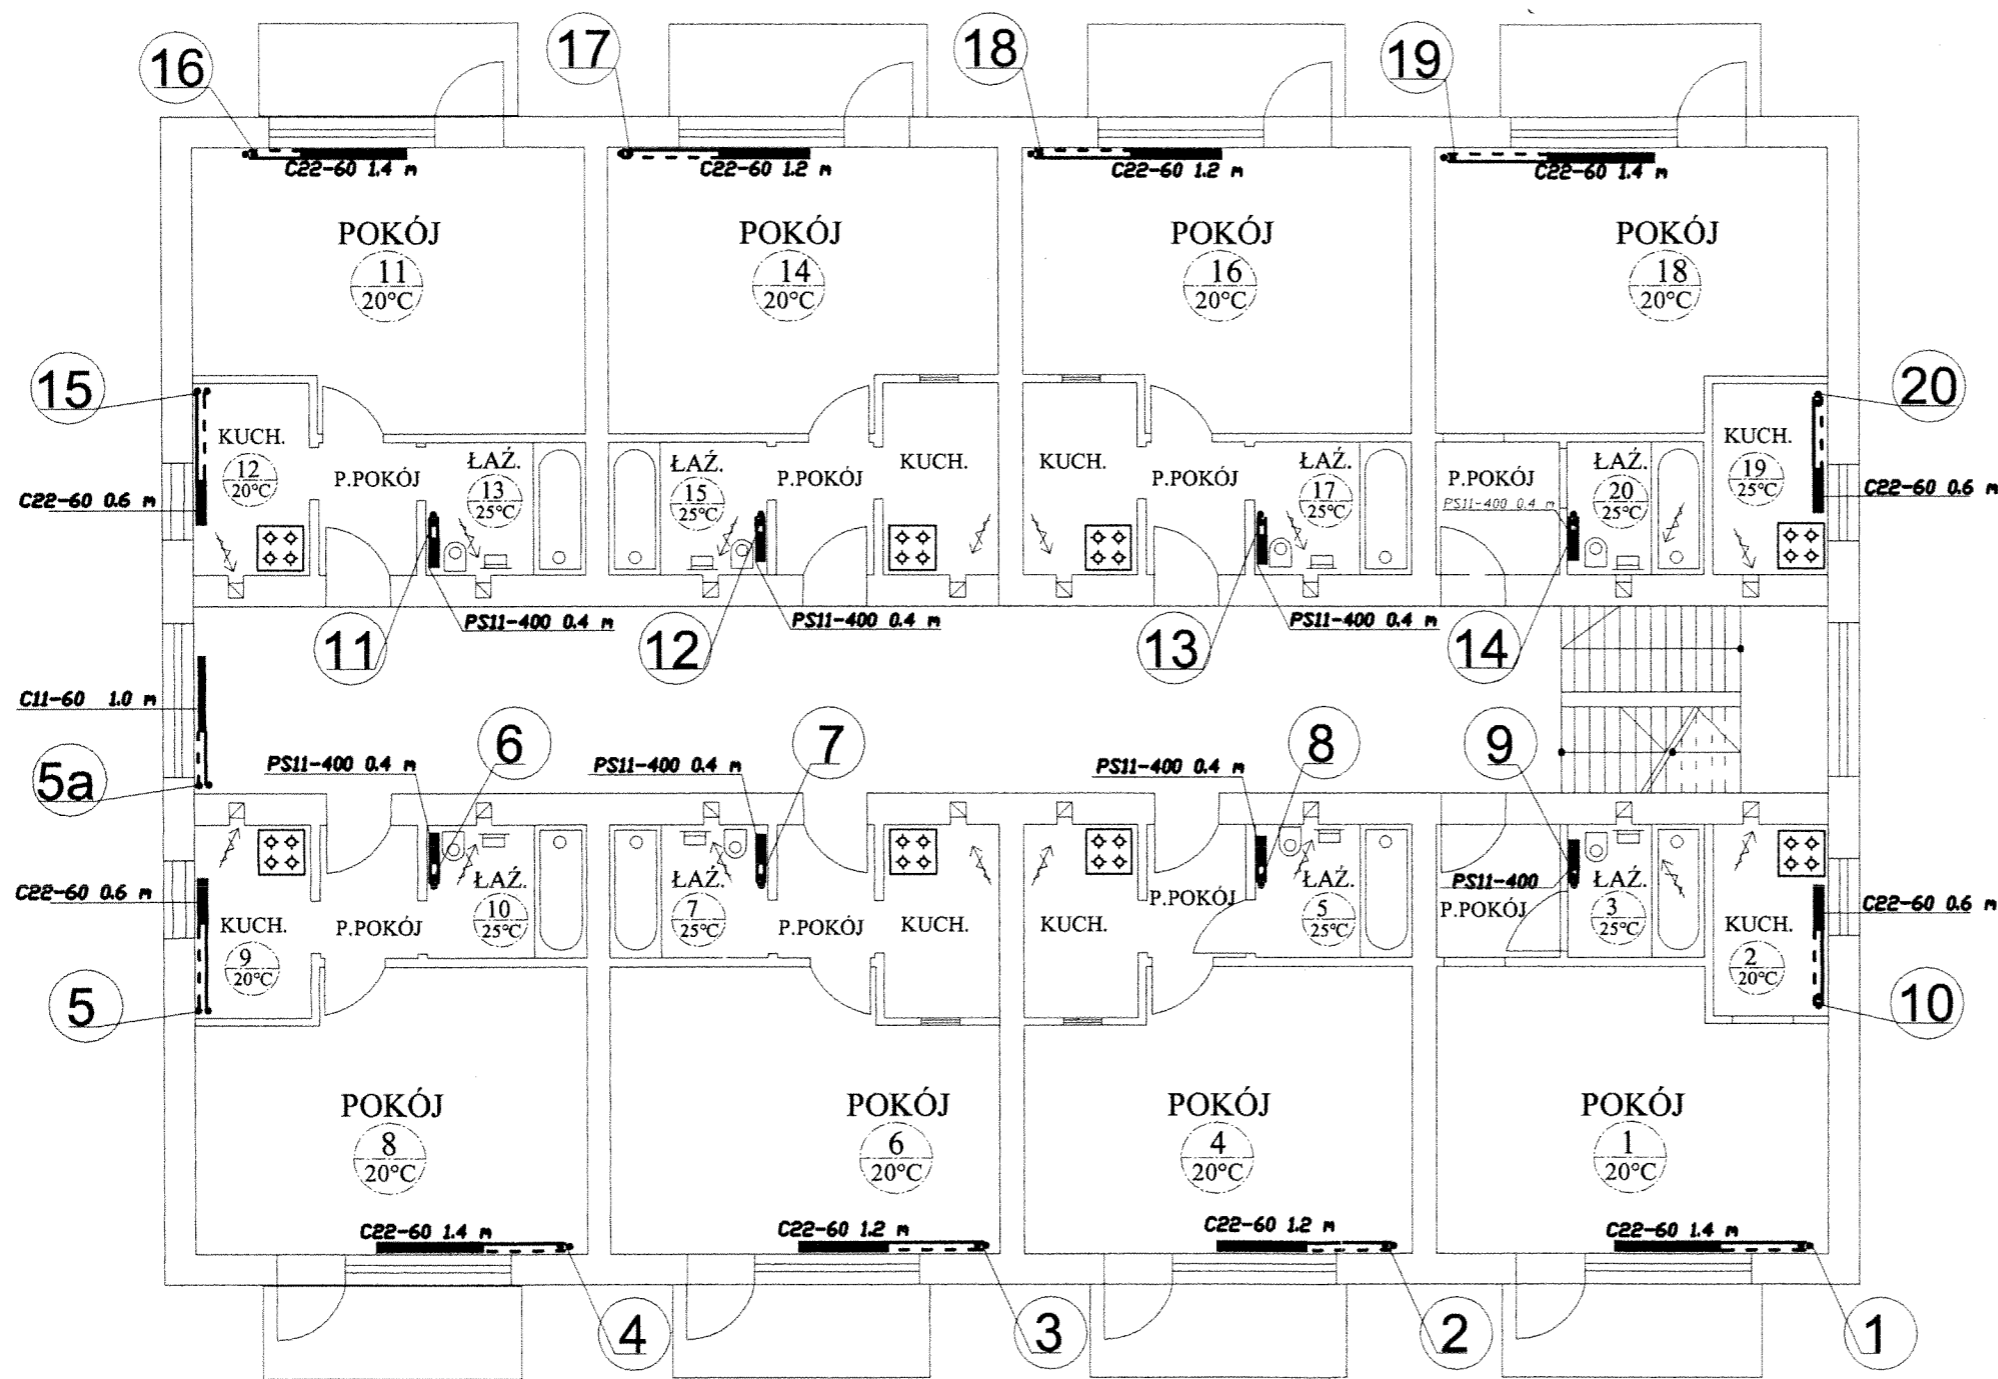 16
17
18
19
C22-60 1.4 m
C22-60 1.2 m
C22-60 1.2 m
C22-60 1.4 m
POKÓJ
11
20°C
POKÓJ
14
20°C
POKÓJ
16
20°C
POKÓJ
18
20°C
15
20
KUCH.
12
20°C
P.POKÓJ
ŁAŹ.
13
25°C
ŁAŹ.
15
25°C
P.POKÓJ
KUCH.
KUCH.
P.POKÓJ
ŁAŹ.
17
25°C
P.POKÓJ
PS11-400 0.4 m
ŁAŹ.
20
25°C
KUCH.
19
25°C
C22-60 0.6 m
C22-60 0.6 m
11
PS11-400 0.4 m
12
PS11-400 0.4 m
13
PS11-400 0.4 m
14
C11-60 1.0 m
5a
PS11-400 0.4 m
6
PS11-400 0.4 m
7
PS11-400 0.4 m
8
9
C22-60 0.6 m
KUCH.
9
20°C
P.POKÓJ
ŁAŹ.
10
25°C
ŁAŹ.
7
25°C
P.POKÓJ
KUCH.
KUCH.
P.POKÓJ
ŁAŹ.
5
25°C
PS11-400
P.POKÓJ
ŁAŹ.
3
25°C
KUCH.
2
20°C
C22-60 0.6 m
5
10
POKÓJ
8
20°C
POKÓJ
6
20°C
POKÓJ
4
20°C
POKÓJ
1
20°C
C22-60 1.4 m
C22-60 1.2 m
C22-60 1.2 m
C22-60 1.4 m
4
3
2
1